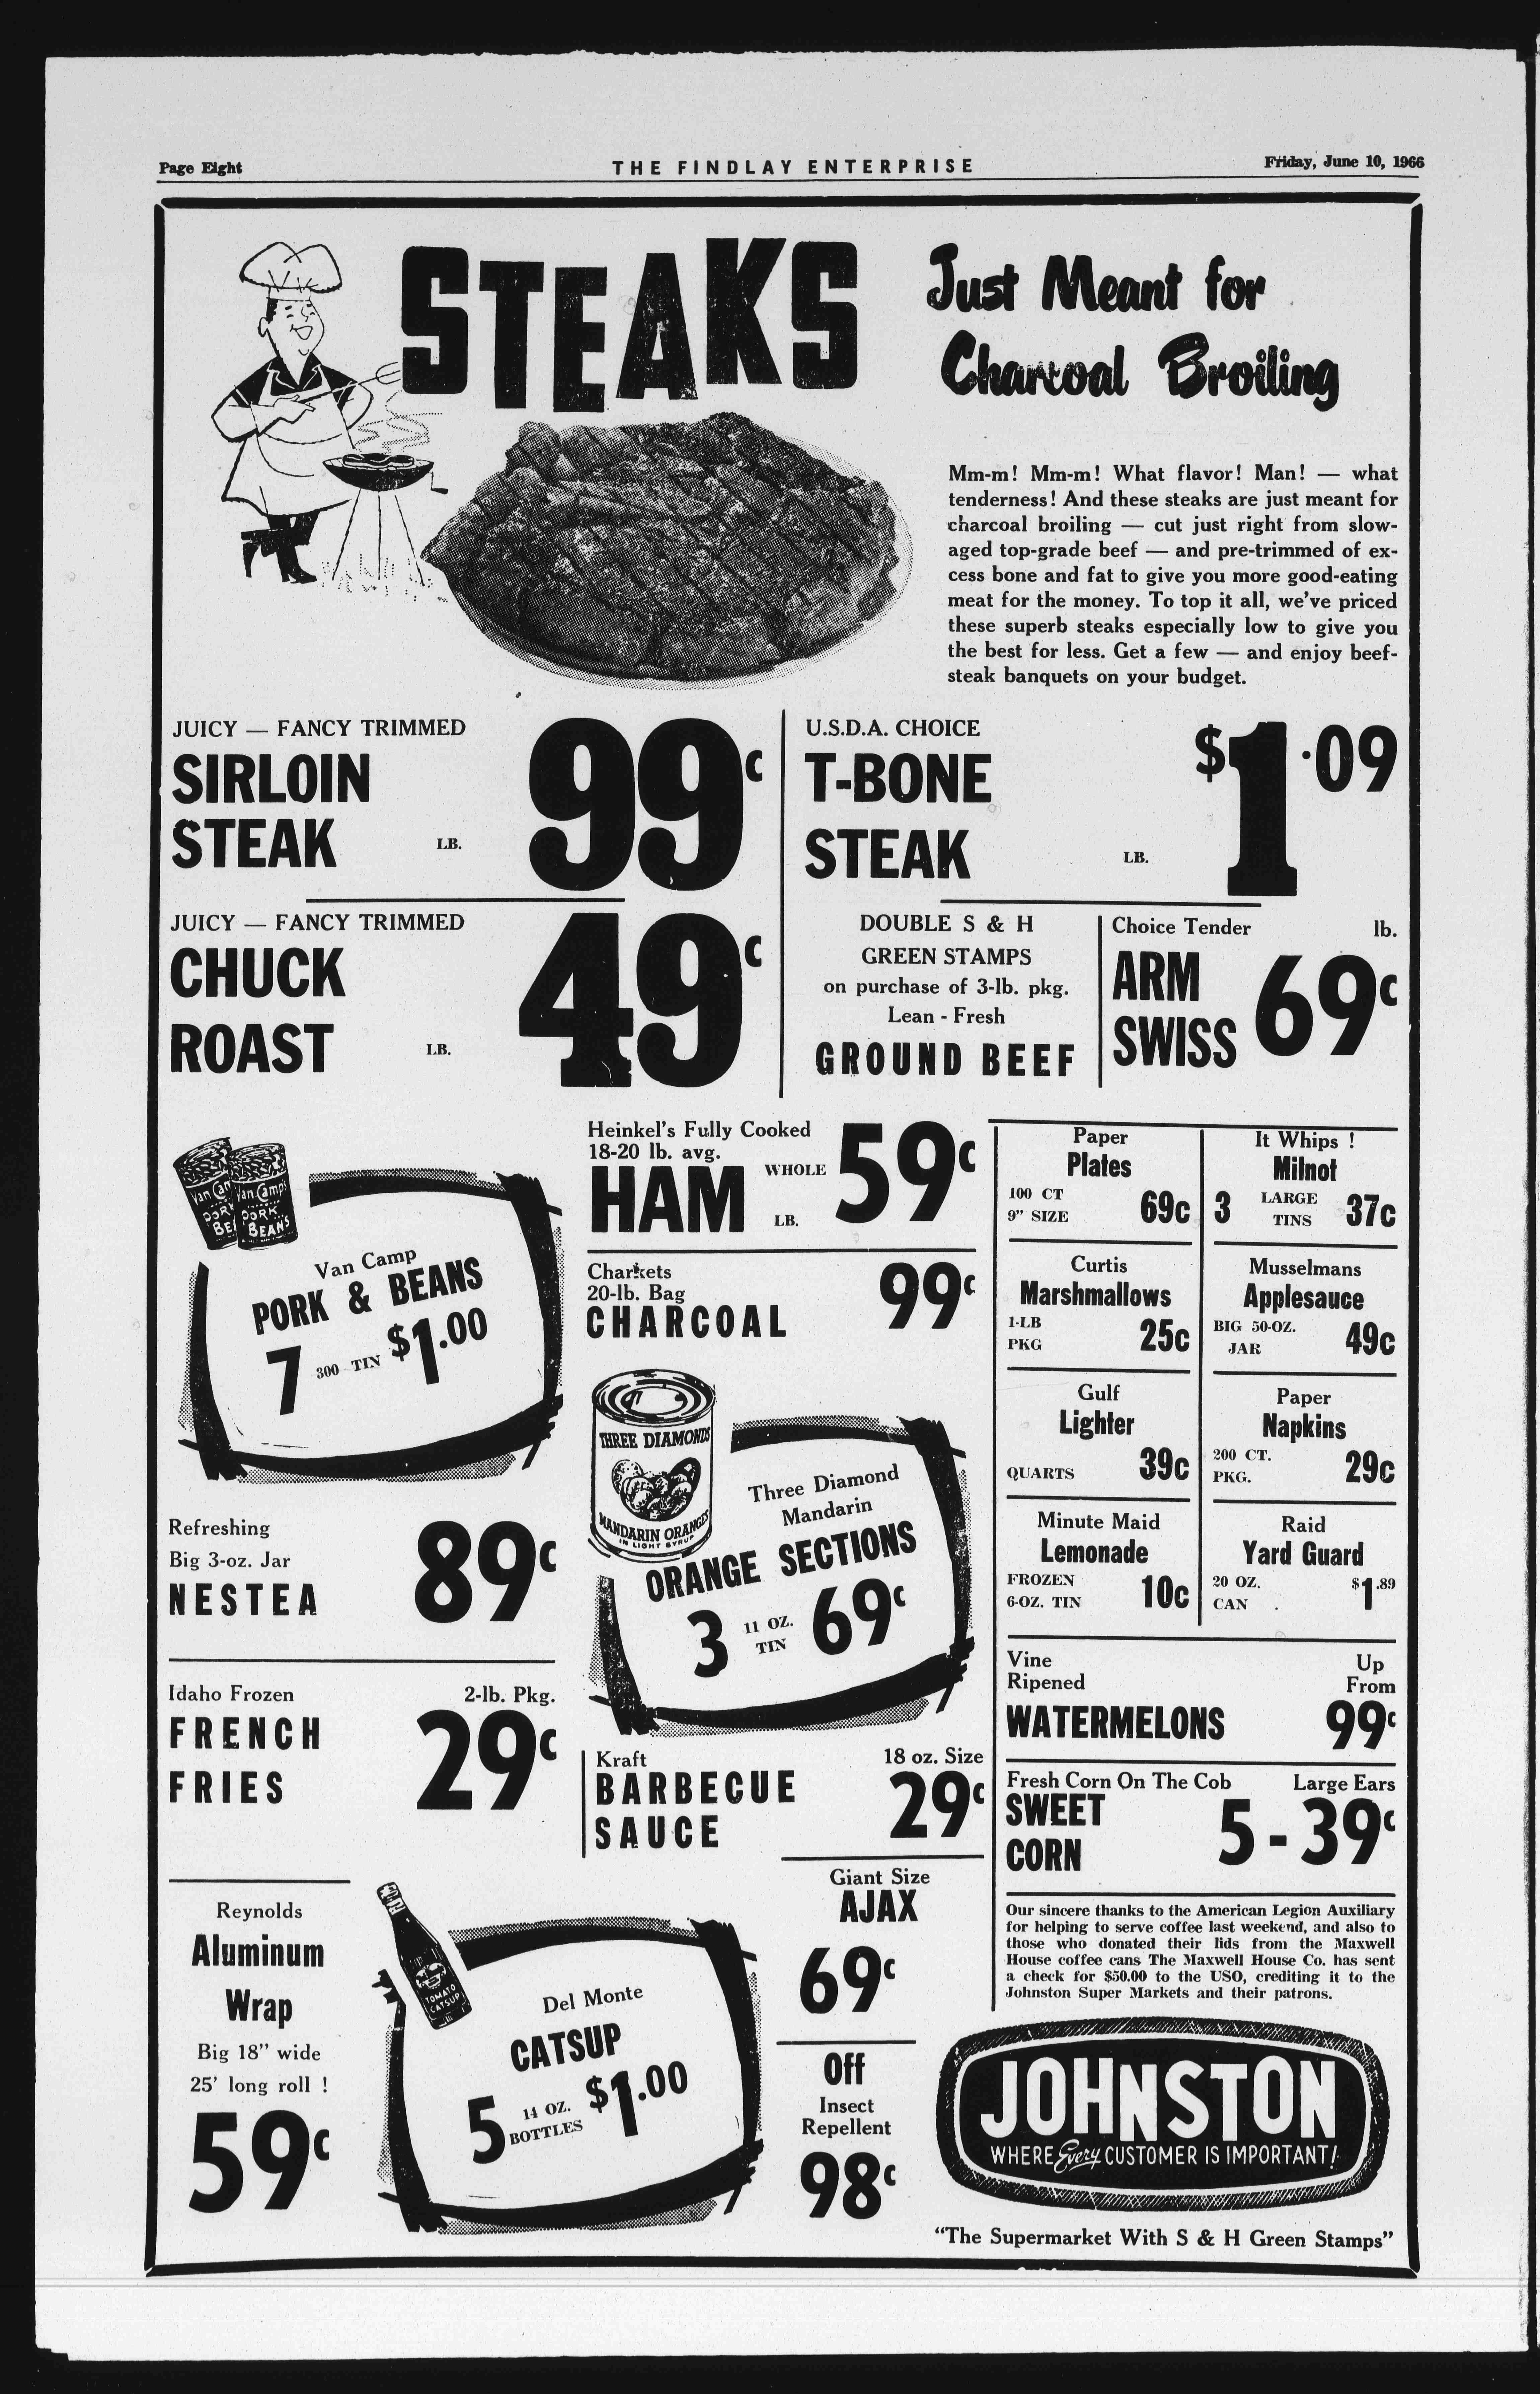 Page Eight
THE FINDLAY ENTERPRISE
Friday, June 10, 1966
STEAKS
Just Meant for
Charcoal Broiling
Mm-m! Mm-m! What flavor! Man! — what
tenderness! And these steaks are just meant for
charcoal broiling — cut just right from slow-
aged top-grade beef — and pre-trimmed of ex-
cess bone and fat to give you more good-eating
meat for the money. To top it all, we've priced
these superb steaks especially low to give you
the best for less. Get a few — and enjoy beef-
steak banquets on your budget.
JUICY — FANCY TRIMMED
SIRLOIN
STEAK
LB.
99c
U.S.D.A. CHOICE
T-BONE
STEAK
LB.
$1.09
JUICY — FANCY TRIMMED
CHUCK
ROAST
LB.
49c
DOUBLE S & H
GREEN STAMPS
on purchase of 3-lb. pkg.
Lean - Fresh
GROUND BEEF
Choice Tender
lb.
ARM
SWISS
69c
Van Camp's
PORK
BEANS
Van Camp
PORK & BEANS
7 300 TIN $1.00
Heinkel's Fully Cooked
18-20 lb. avg.
HAM
WHOLE
LB.
59c
Charkets
20-lb. Bag
CHARCOAL
99c
THREE DIAMONDS
MANDARIN ORANGES
IN LIGHT SYRUP
Three Diamond
Mandarin
ORANGE SECTIONS
3 11 OZ. TIN 69c
Refreshing
Big 3-oz. Jar
NESTEA
89c
Idaho Frozen
2-lb. Pkg.
FRENCH
FRIES
29c
Kraft
18 oz. Size
BARBECUE
SAUCE
29c
Paper
Plates
100 CT
9" SIZE
69c
It Whips !
Milnot
3 LARGE
TINS
37c
Curtis
Marshmallows
1-LB
PKG
25c
Musselmans
Applesauce
BIG 50-OZ.
JAR
49c
Gulf
Lighter
QUARTS
39c
Paper
Napkins
200 CT.
PKG.
29c
Minute Maid
Lemonade
FROZEN
6-OZ. TIN
10c
Raid
Yard Guard
20 OZ.
CAN
$1.89
Vine
Ripened
Up
From
WATERMELONS
99c
Fresh Corn On The Cob
Large Ears
SWEET
CORN
5 - 39c
Our sincere thanks to the American Legion Auxiliary
for helping to serve coffee last weekend, and also to
those who donated their lids from the Maxwell
House coffee cans The Maxwell House Co. has sent
a check for $50.00 to the USO, crediting it to the
Johnston Super Markets and their patrons.
Reynolds
Aluminum
Wrap
Big 18" wide
25' long roll !
59c
TOMATO
CATSUP
Del Monte
CATSUP
5 14 OZ.
BOTTLES
$1.00
Giant Size
AJAX
69c
Off
Insect
Repellent
98c
JOHNSTON
WHERE Every CUSTOMER IS IMPORTANT!
"The Supermarket With S & H Green Stamps"